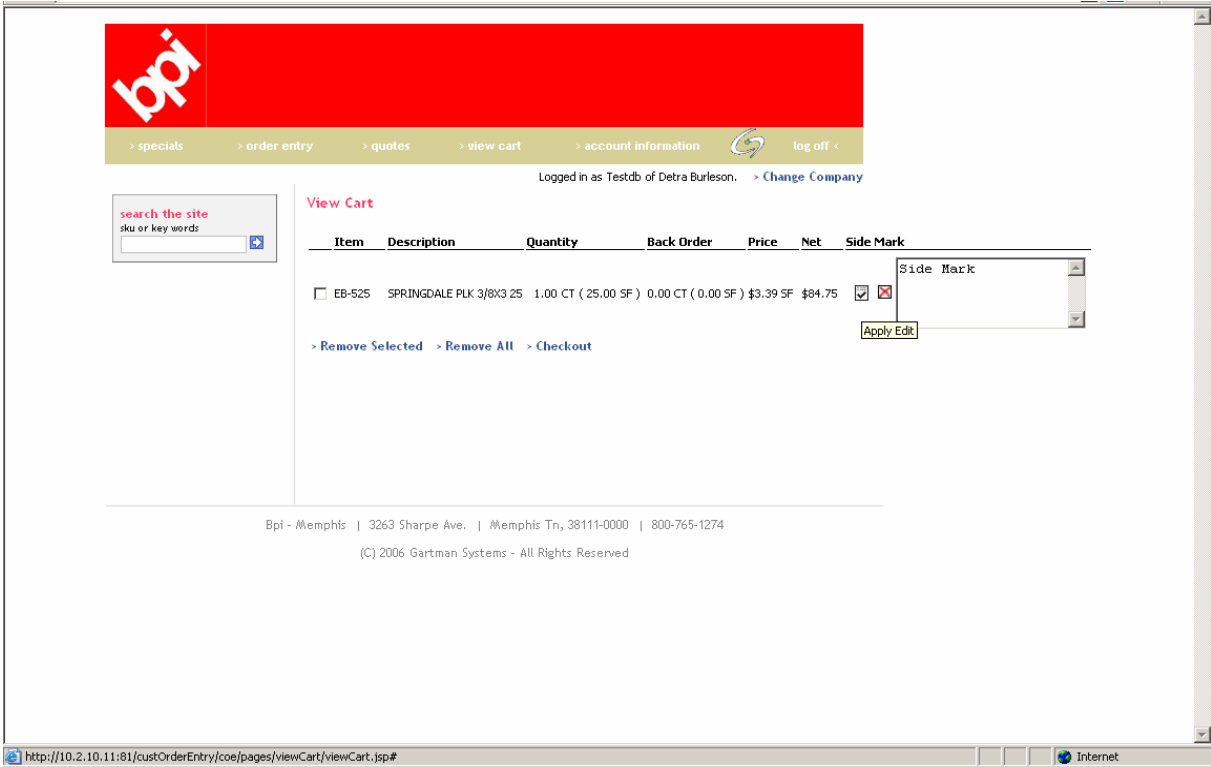 bpi
> specials > order entry > quotes > view cart > account information log off <
Logged in as Testdb of Detra Burleson. > Change Company
search the site
sku or key words
View Cart
Item Description Quantity Back Order Price Net Side Mark
EB-525 SPRINGDALE PLK 3/8X3 25 1.00 CT ( 25.00 SF ) 0.00 CT ( 0.00 SF ) $3.39 SF $84.75
Side Mark
Apply Edit
> Remove Selected > Remove All > Checkout
Bpi - Memphis | 3263 Sharpe Ave. | Memphis Tn, 38111-0000 | 800-765-1274
(C) 2006 Gartman Systems - All Rights Reserved
http://10.2.10.11:81/custOrderEntry/coe/pages/viewCart/viewCart.jsp# Internet